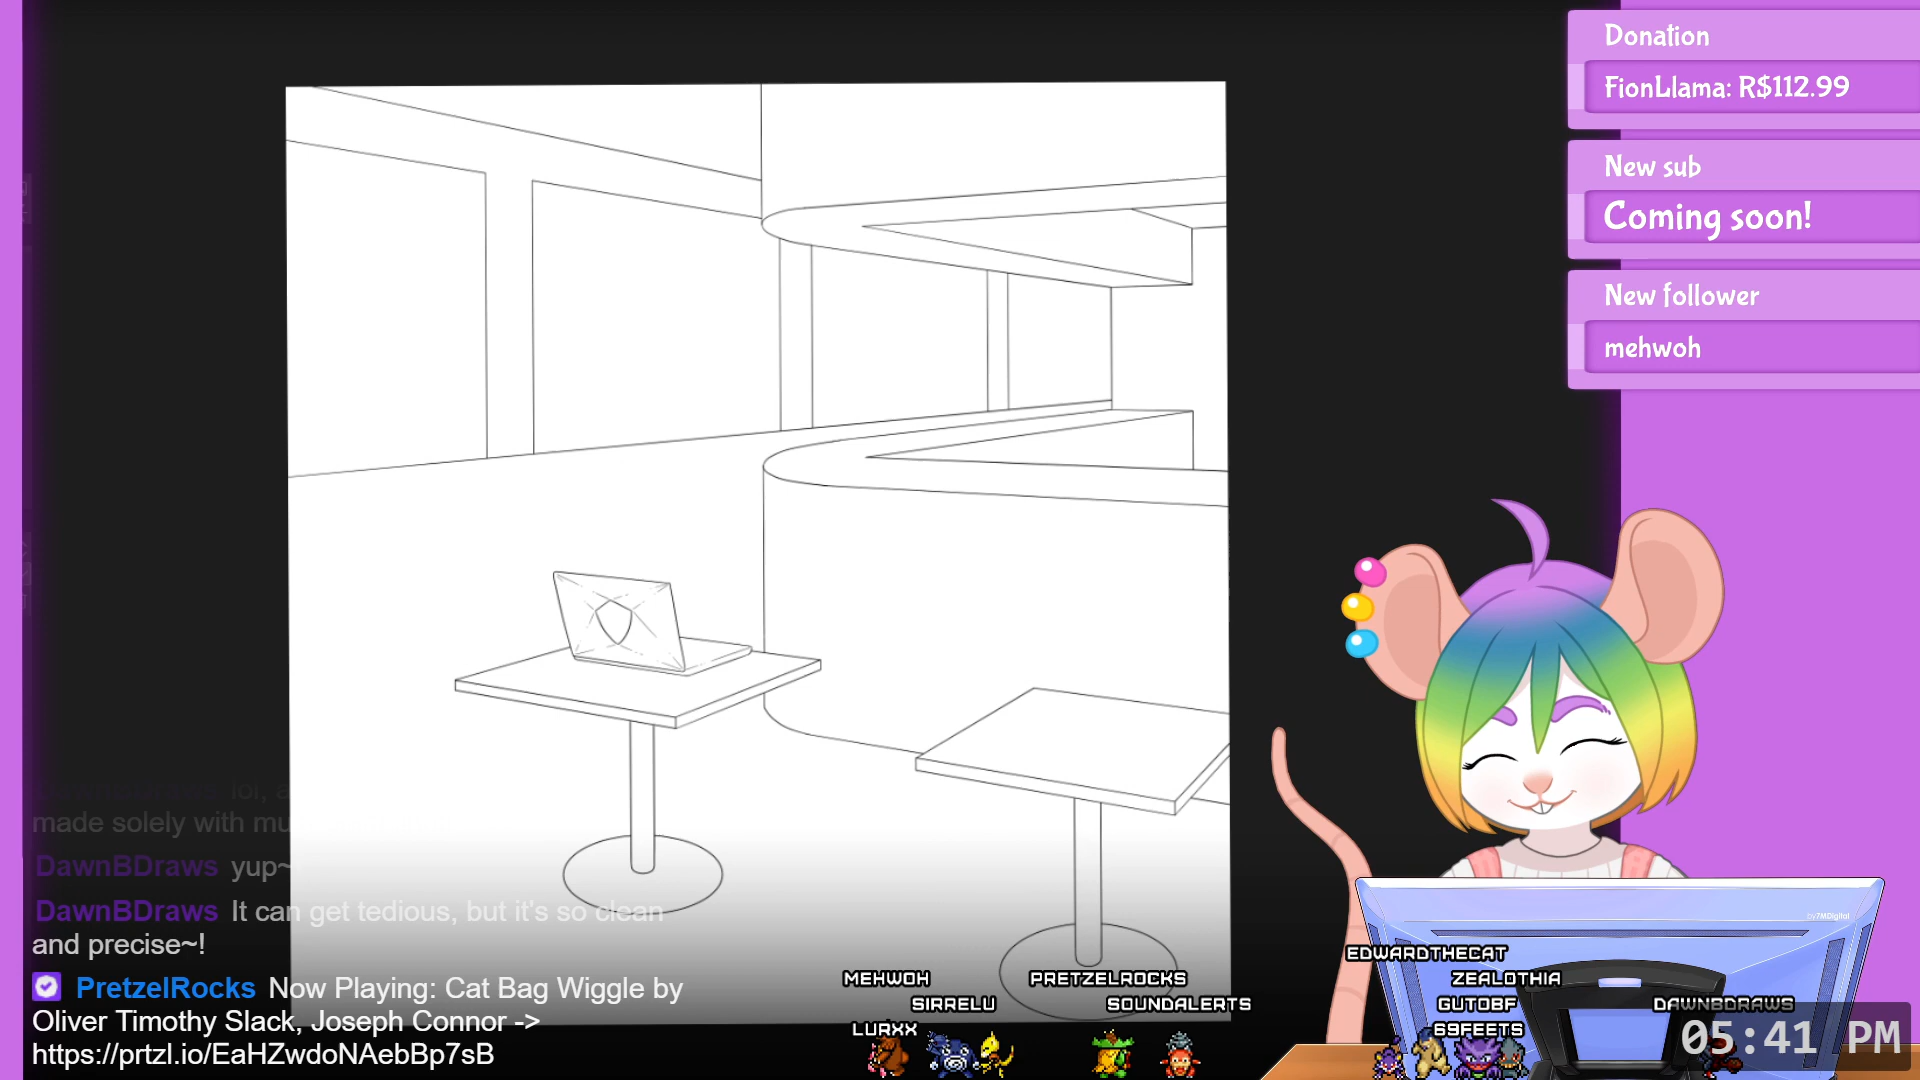 Donation
FionLlama: R$112.99
New sub
Coming soon!
New follower
mehwoh
DawnBDraws lol, a
made solely with mu
DawnBDraws yup~
DawnBDraws It can get tedious, but it's so clean
and precise~!
PretzelRocks Now Playing: Cat Bag Wiggle by
Oliver Timothy Slack, Joseph Connor ->
https://prtzl.io/EaHZwdoNAebBp7sB
by7MDigital
MEHWOH
SIRRELU
LURXX
PRETZELROCKS
SOUNDALERTS
EDWARDTHECAT
ZEALOTHIA
GUTOBF
69FEETS
DAWNBDRAWS
05:41 PM